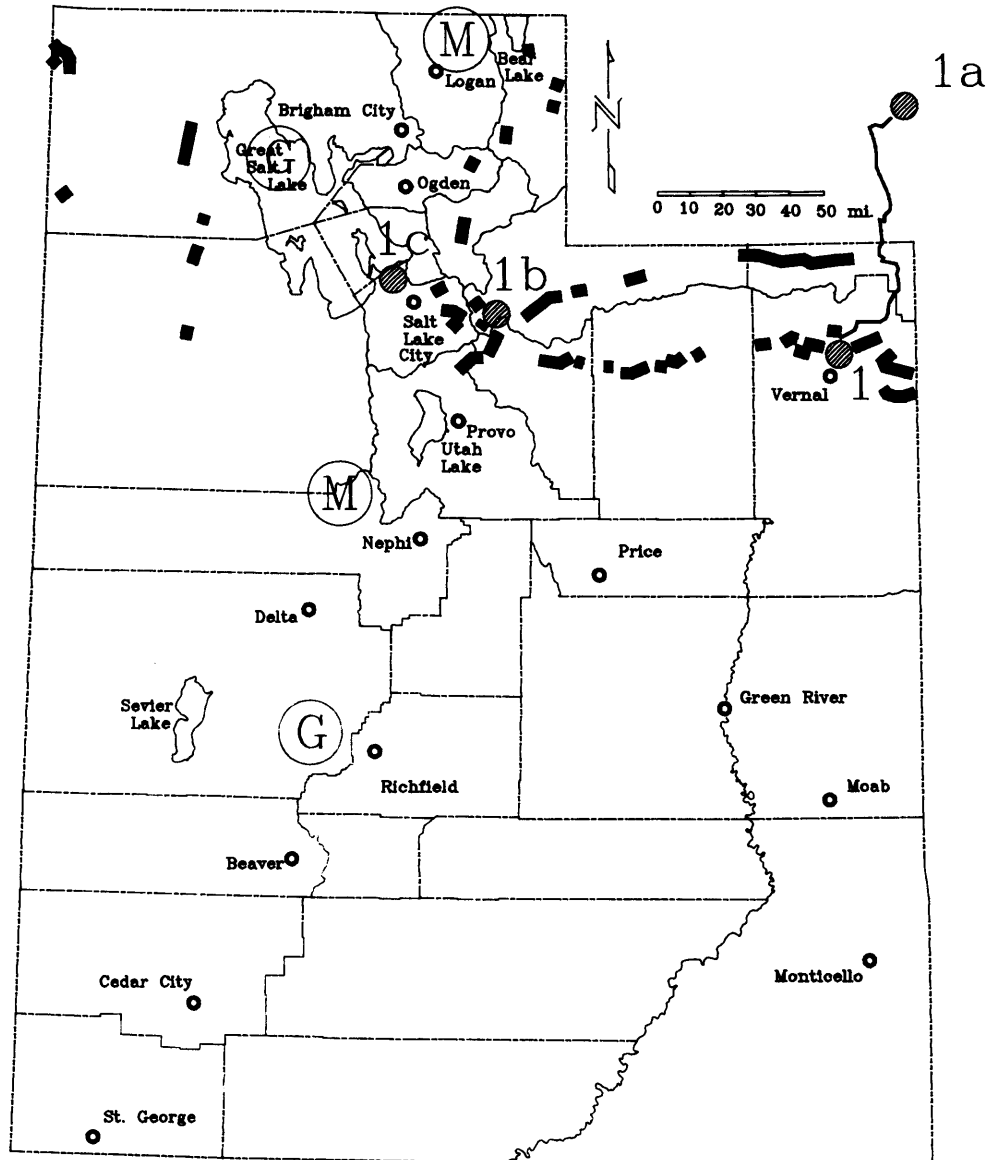 M
1a
Bear
Lake
Logan
Brigham City
N
Great
Salt
Lake
Ogden
0 10 20 30 40 50 mi.
1c
1b
Salt
Lake
City
Vernal
1
Provo
Utah
Lake
M
Nephi
Price
Delta
Sevier
Lake
Green River
G
Richfield
Moab
Beaver
Cedar City
Monticello
St. George